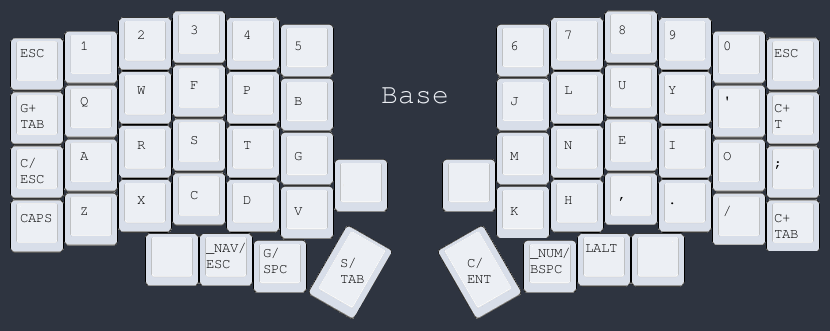 ESC 1 2 3 4 5 6 7 8 9 0 ESC
G+
TAB Q W F P B Base J L U Y ' C+
T
C/
ESC A R S T G M N E I O ;
CAPS Z X C D V K H , . / C+
TAB
_NAV/
ESC G/
SPC S/
TAB C/
ENT _NUM/
BSPC LALT